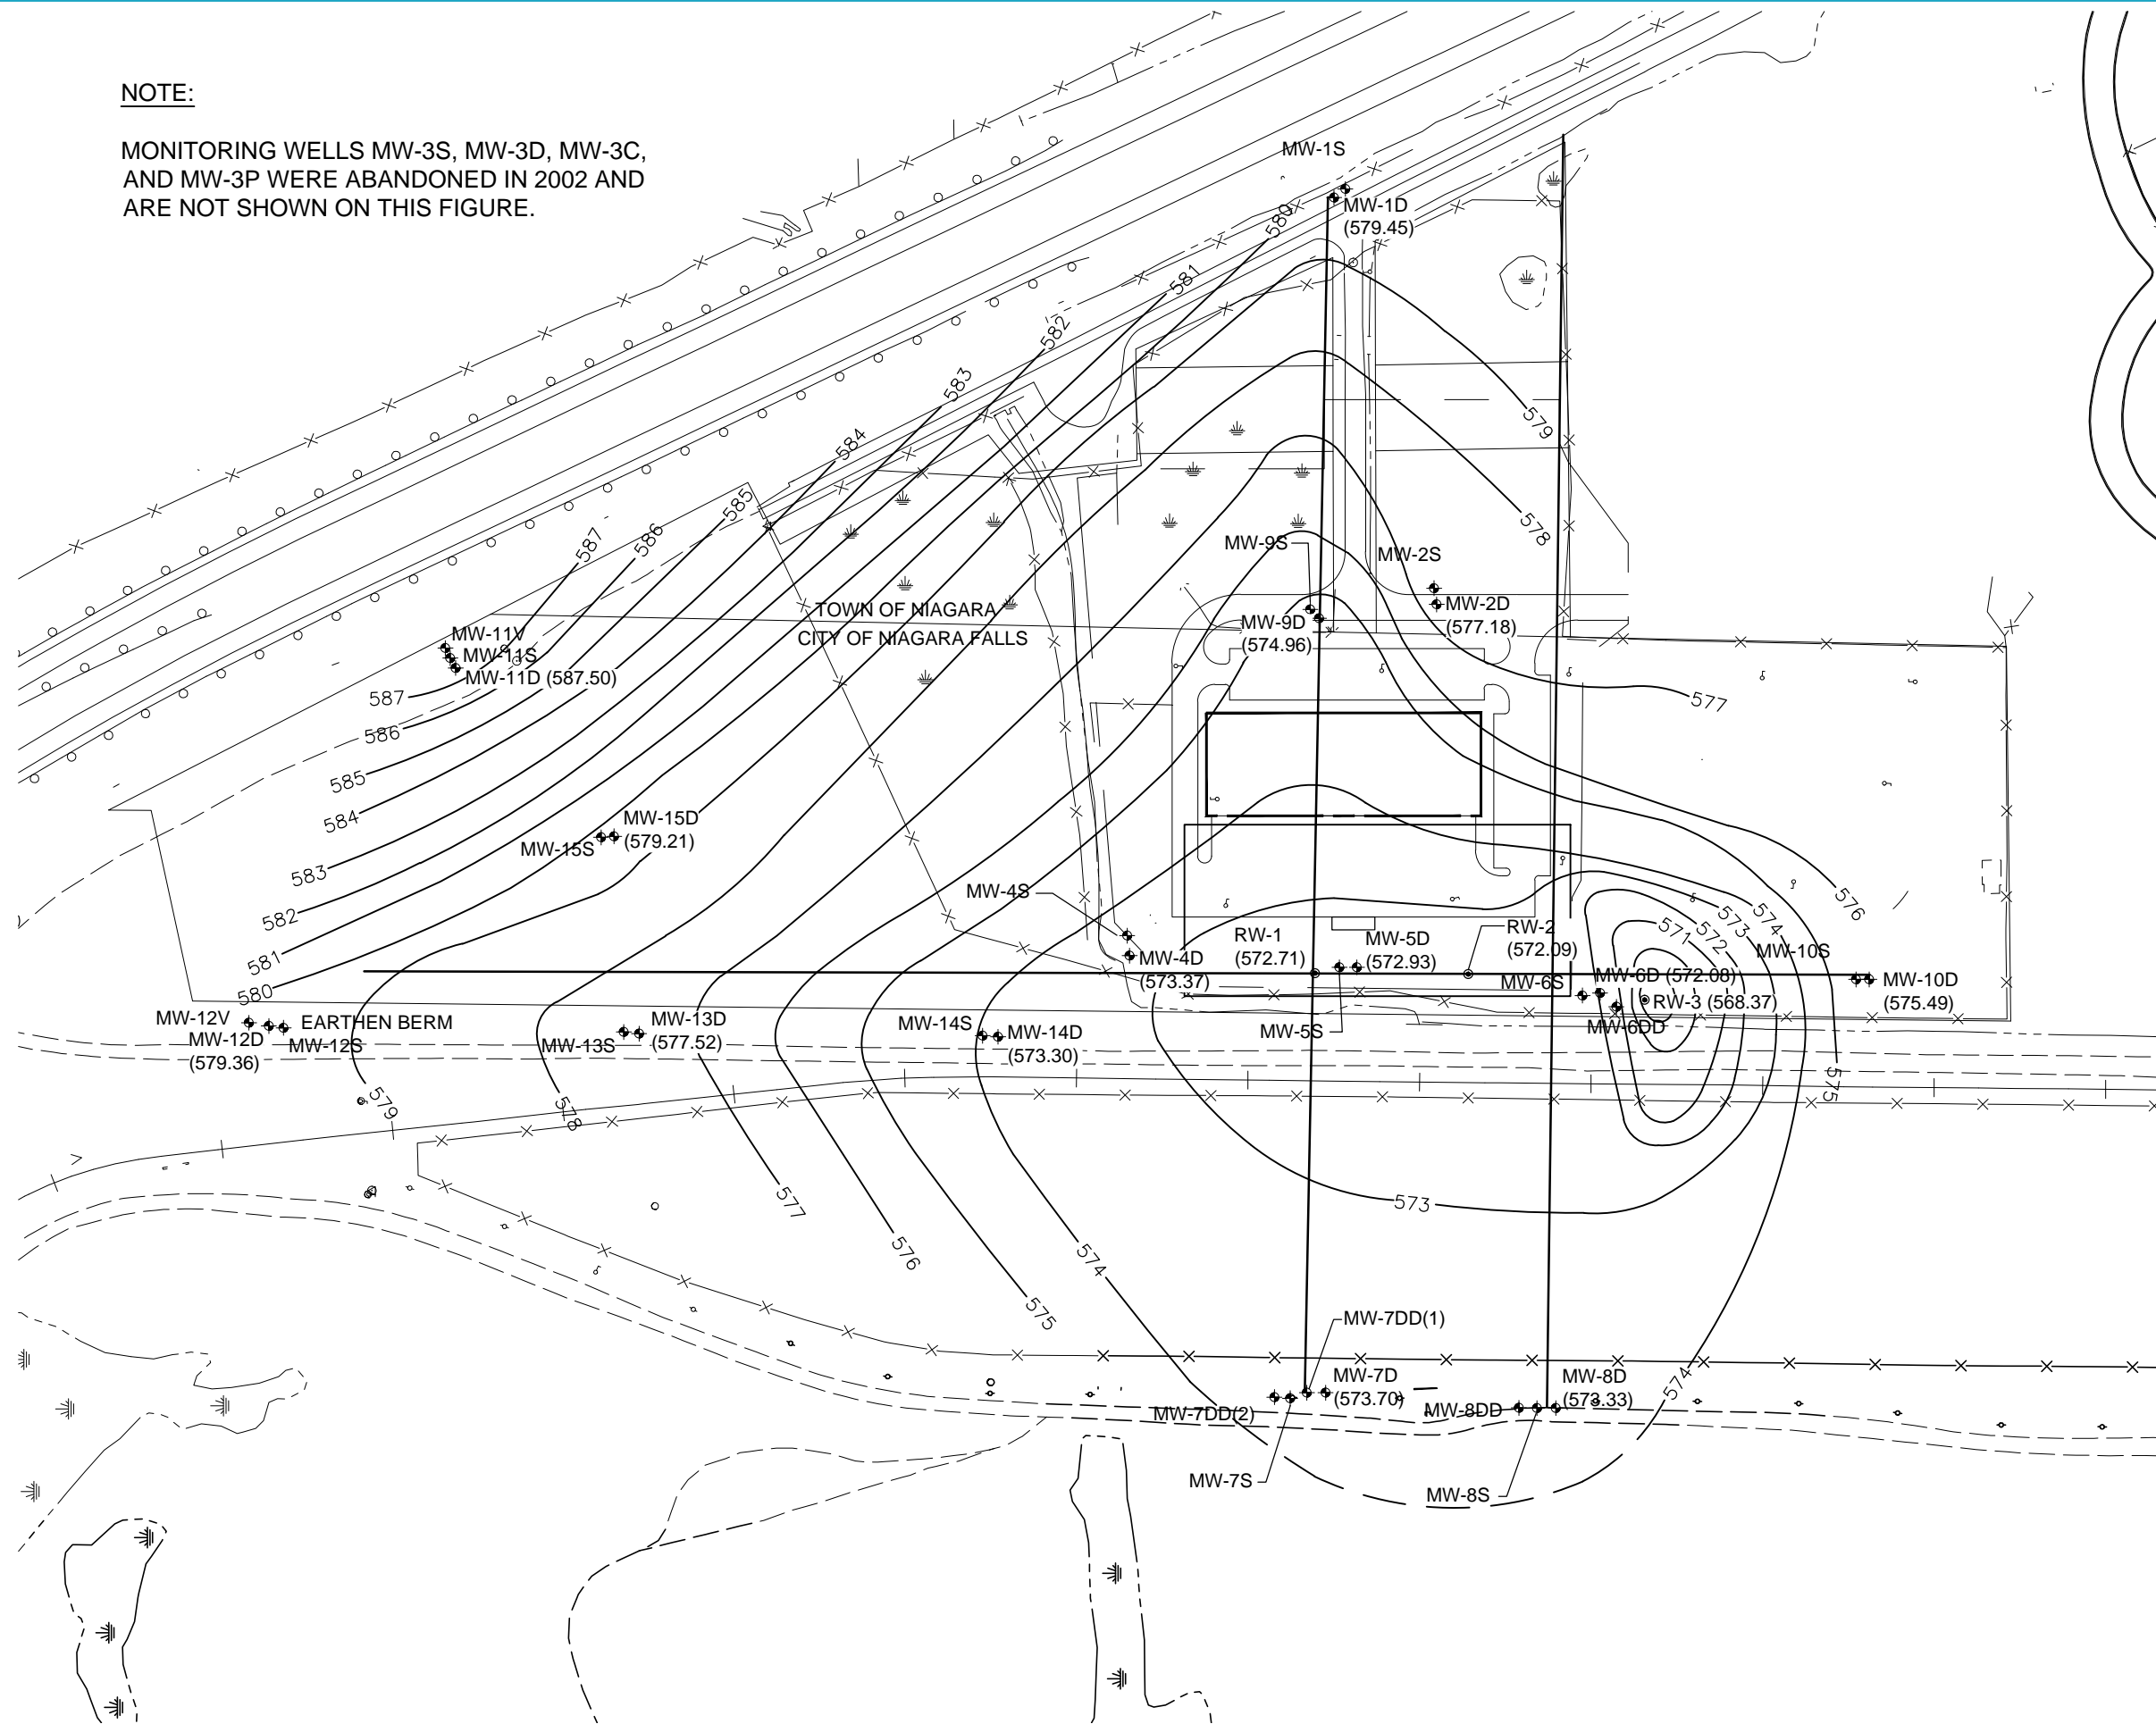 NOTE:
MONITORING WELLS MW-3S, MW-3D, MW-3C,
AND MW-3P WERE ABANDONED IN 2002 AND
ARE NOT SHOWN ON THIS FIGURE.
MW-1S
MW-1D
(579.45)
580
581
582
583
584
585
586
587
579
578
MW-9S
MW-2S
MW-2D
(577.18)
MW-9D
(574.96)
TOWN OF NIAGARA
CITY OF NIAGARA FALLS
MW-11V
MW-11S
MW-11D (587.50)
587
586
585
584
583
582
581
580
577
MW-15D
(579.21)
MW-15S
MW-4S
MW-4D
(573.37)
RW-1
(572.71)
MW-5D
(572.93)
RW-2
(572.09)
571
572
573
574
576
MW-10S
MW-6S
MW-6D (572.08)
RW-3 (568.37)
MW-6DD
MW-10D
(575.49)
MW-12V
MW-12D
(579.36)
MW-12S
EARTHEN BERM
MW-13S
MW-13D
(577.52)
MW-14S
MW-14D
(573.30)
MW-5S
579
578
577
576
575
574
573
575
574
MW-7DD(1)
MW-7D
(573.70)
MW-7DD(2)
MW-8DD
MW-8D
(573.33)
MW-7S
MW-8S